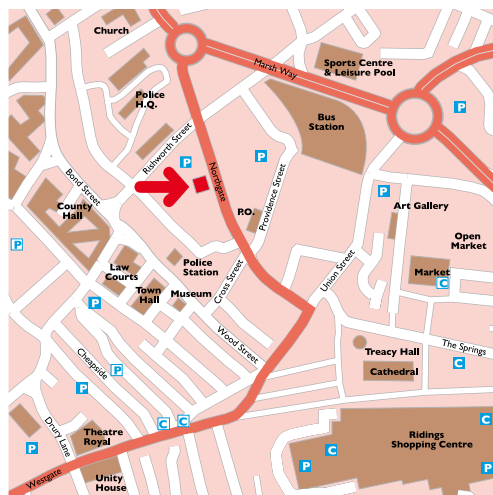 Church
Marsh Way
Sports Centre
& Leisure Pool
Police
H.Q.
P
Bus
Station
Rishworth Street
P
P
Northgate
Bond Street
P
County
Hall
P.O.
Providence Street
Art Gallery
P
Open
Market
Law
Courts
Police
Station
Cross Street
Union Street
Market
C
Town
Hall
Museum
P
Wood Street
The Springs
Treacy Hall
Cathedral
C
Cheapside
P
P
C
C
C
Drury Lane
Theatre
Royal
Ridings
Shopping Centre
P
C
P
P
Westgate
Unity
House